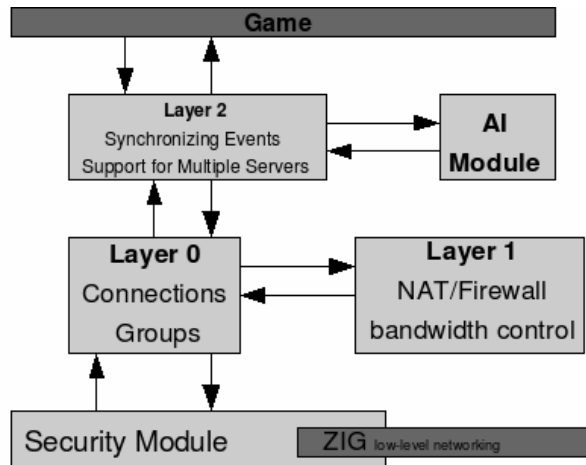 Game
Layer 2
Synchronizing Events
Support for Multiple Servers
AI
Module
Layer 0
Connections
Groups
Layer 1
NAT/Firewall
bandwidth control
Security Module
ZIG low-level networking